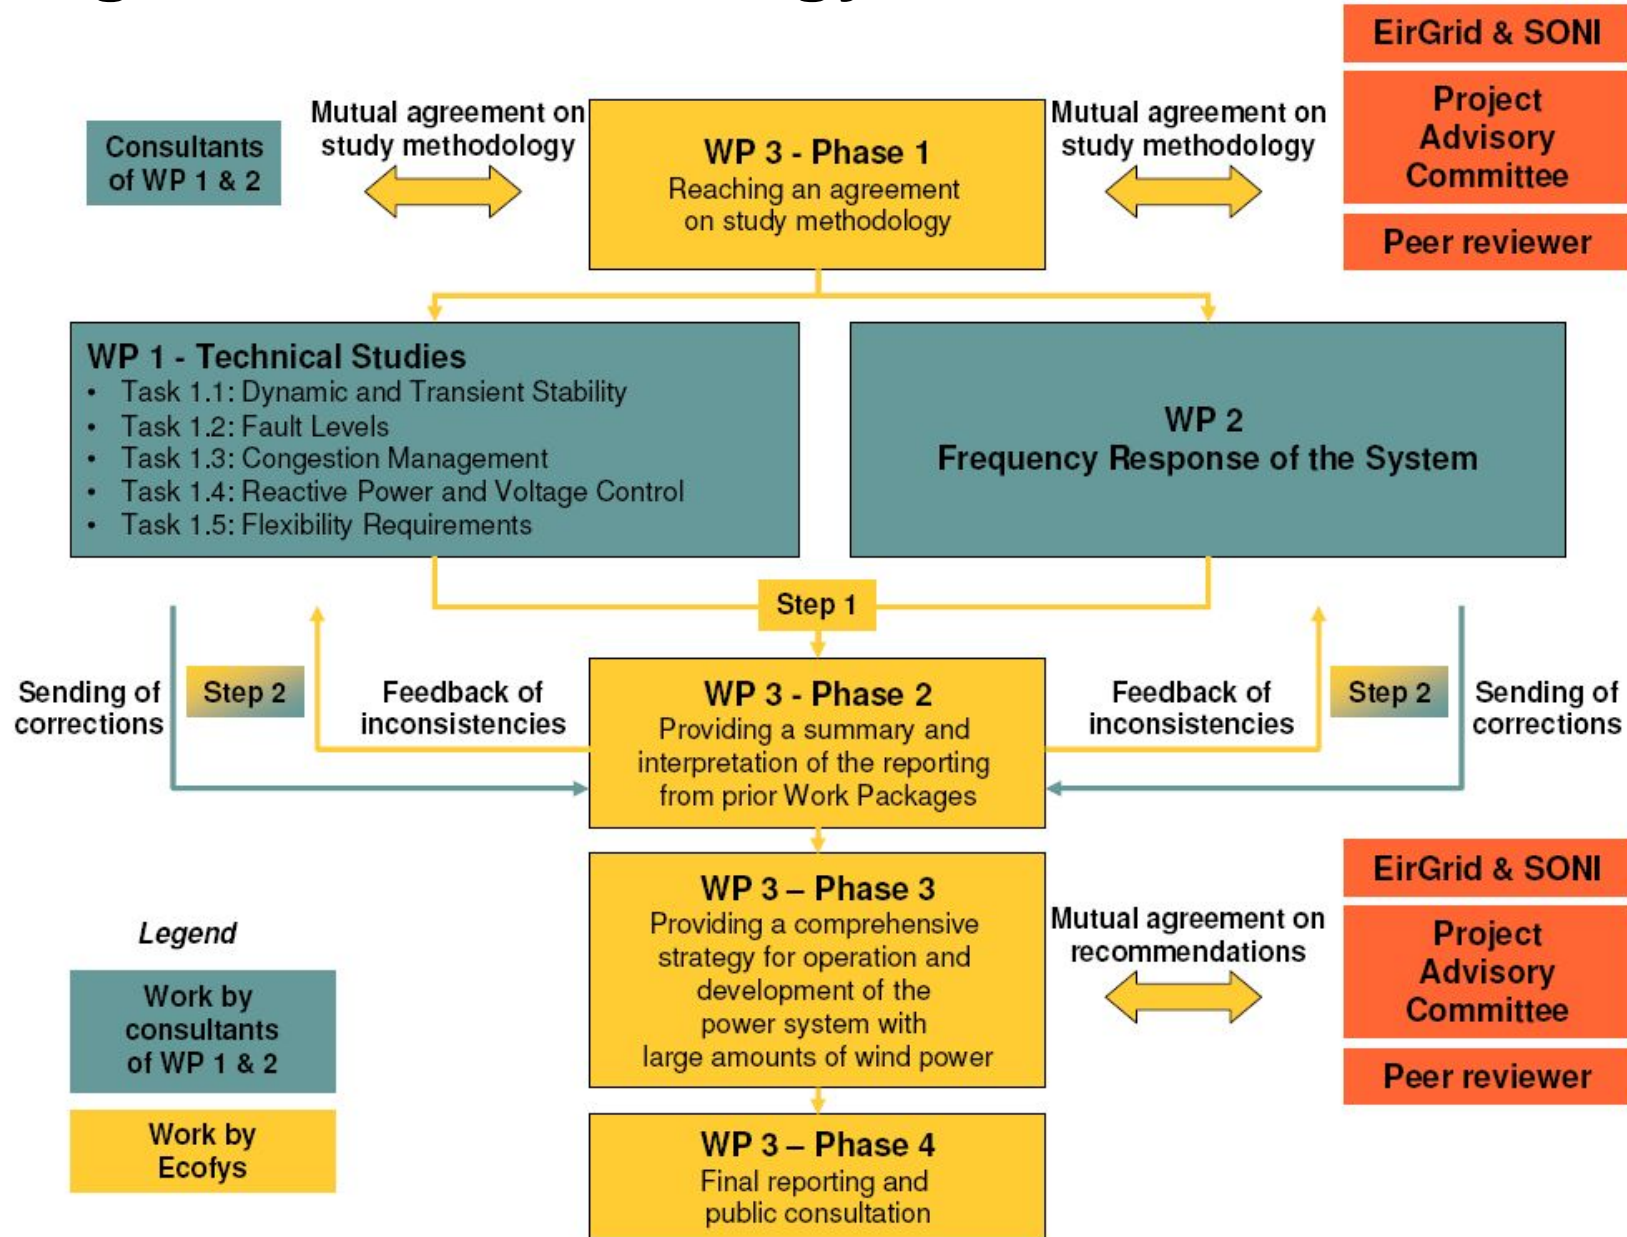 EirGrid & SONI
Mutual agreement on
study methodology
Consultants
of WP 1 & 2
WP 3 - Phase 1
Reaching an agreement
on study methodology
Mutual agreement on
study methodology
Project
Advisory
Committee
Peer reviewer
WP 1 - Technical Studies
• Task 1.1: Dynamic and Transient Stability
• Task 1.2: Fault Levels
• Task 1.3: Congestion Management
• Task 1.4: Reactive Power and Voltage Control
• Task 1.5: Flexibility Requirements
WP 2
Frequency Response of the System
Step 1
Sending of
corrections
Step 2
Feedback of
inconsistencies
WP 3 - Phase 2
Providing a summary and
interpretation of the reporting
from prior Work Packages
Feedback of
inconsistencies
Step 2
Sending of
corrections
WP 3 – Phase 3
Providing a comprehensive
strategy for operation and
development of the
power system with
large amounts of wind power
Mutual agreement on
recommendations
EirGrid & SONI
Project
Advisory
Committee
Peer reviewer
Legend
Work by
consultants
of WP 1 & 2
Work by
Ecofys
WP 3 – Phase 4
Final reporting and
public consultation